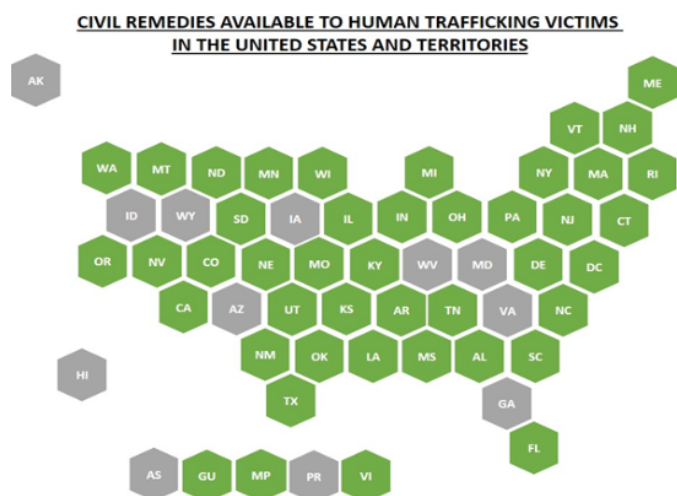 CIVIL REMEDIES AVAILABLE TO HUMAN TRAFFICKING VICTIMS
IN THE UNITED STATES AND TERRITORIES
AK
ME
VT NH
WA MT ND MN WI MI NY MA RI
ID WY SD IA IL IN OH PA NJ CT
OR NV CO NE MO KY WV MD DE DC
CA AZ UT KS AR TN VA NC
NM OK LA MS AL SC
HI
TX GA
FL
AS GU MP PR VI